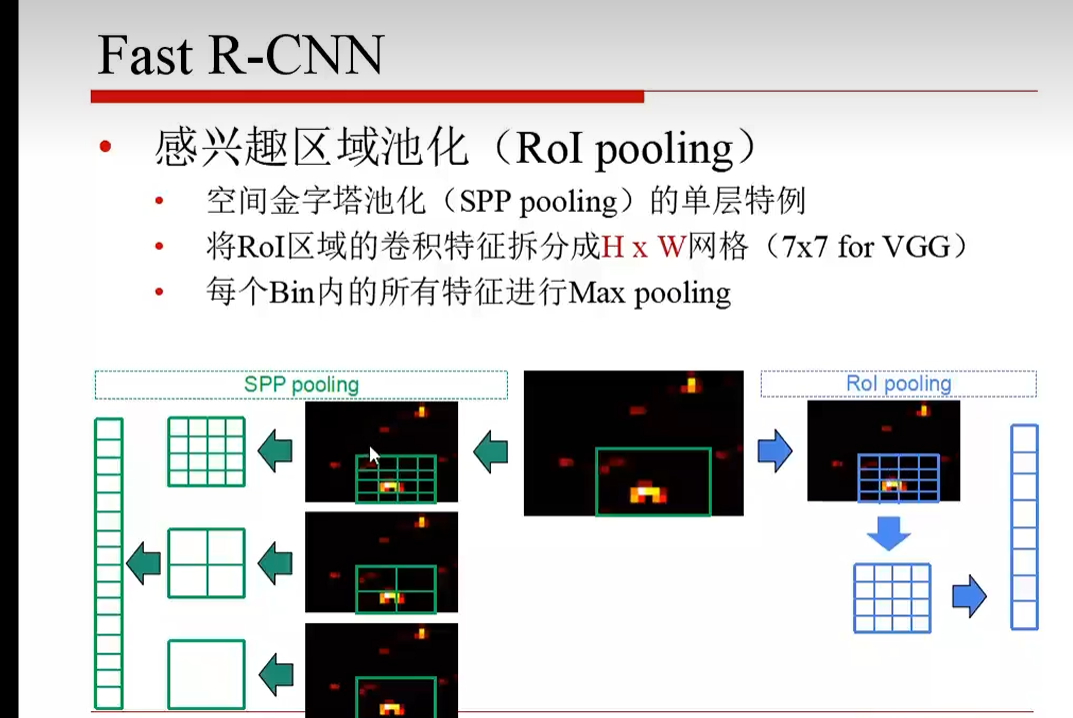 Fast R-CNN
• 感兴趣区域池化（RoI pooling）
• 空间金字塔池化（SPP pooling）的单层特例
• 将RoI区域的卷积特征拆分成H x W网格（7x7 for VGG）
• 每个Bin内的所有特征进行Max pooling
SPP pooling
RoI pooling